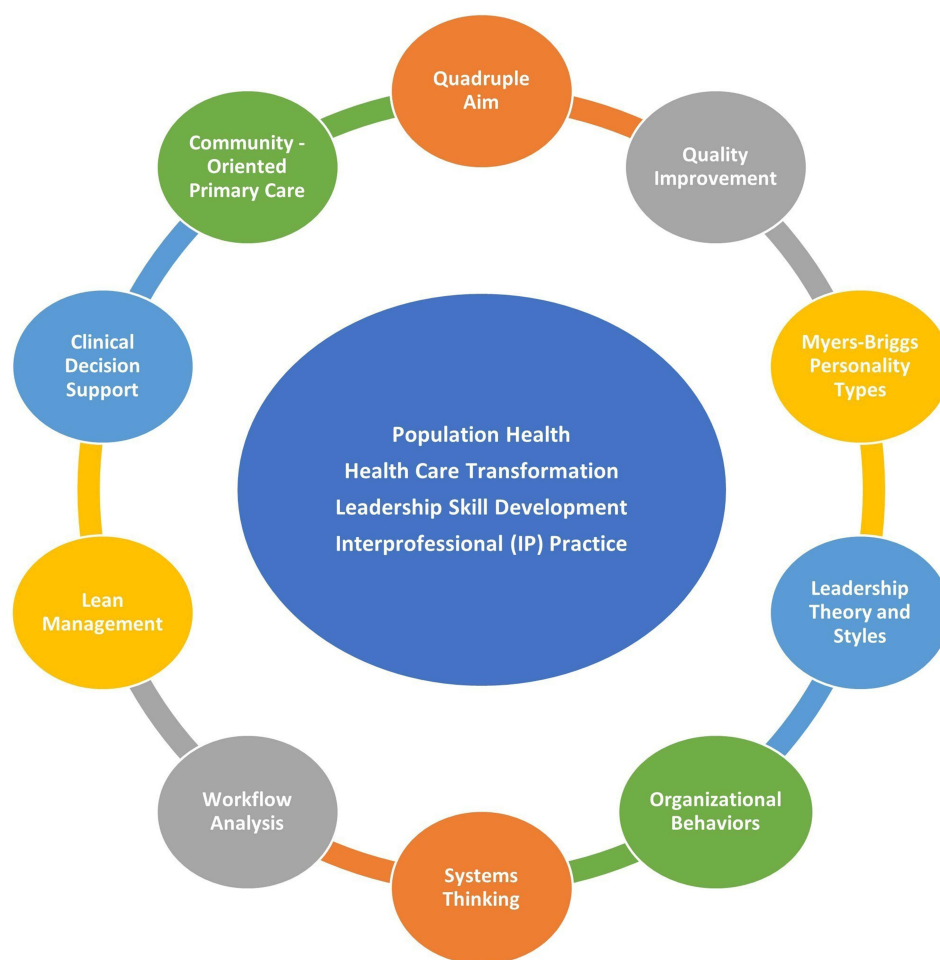 Quadruple
Aim
Quality
Improvement
Myers-Briggs
Personality
Types
Leadership
Theory and
Styles
Organizational
Behaviors
Systems
Thinking
Workflow
Analysis
Lean
Management
Clinical
Decision
Support
Community -
Oriented
Primary Care
Population Health
Health Care Transformation
Leadership Skill Development
Interprofessional (IP) Practice